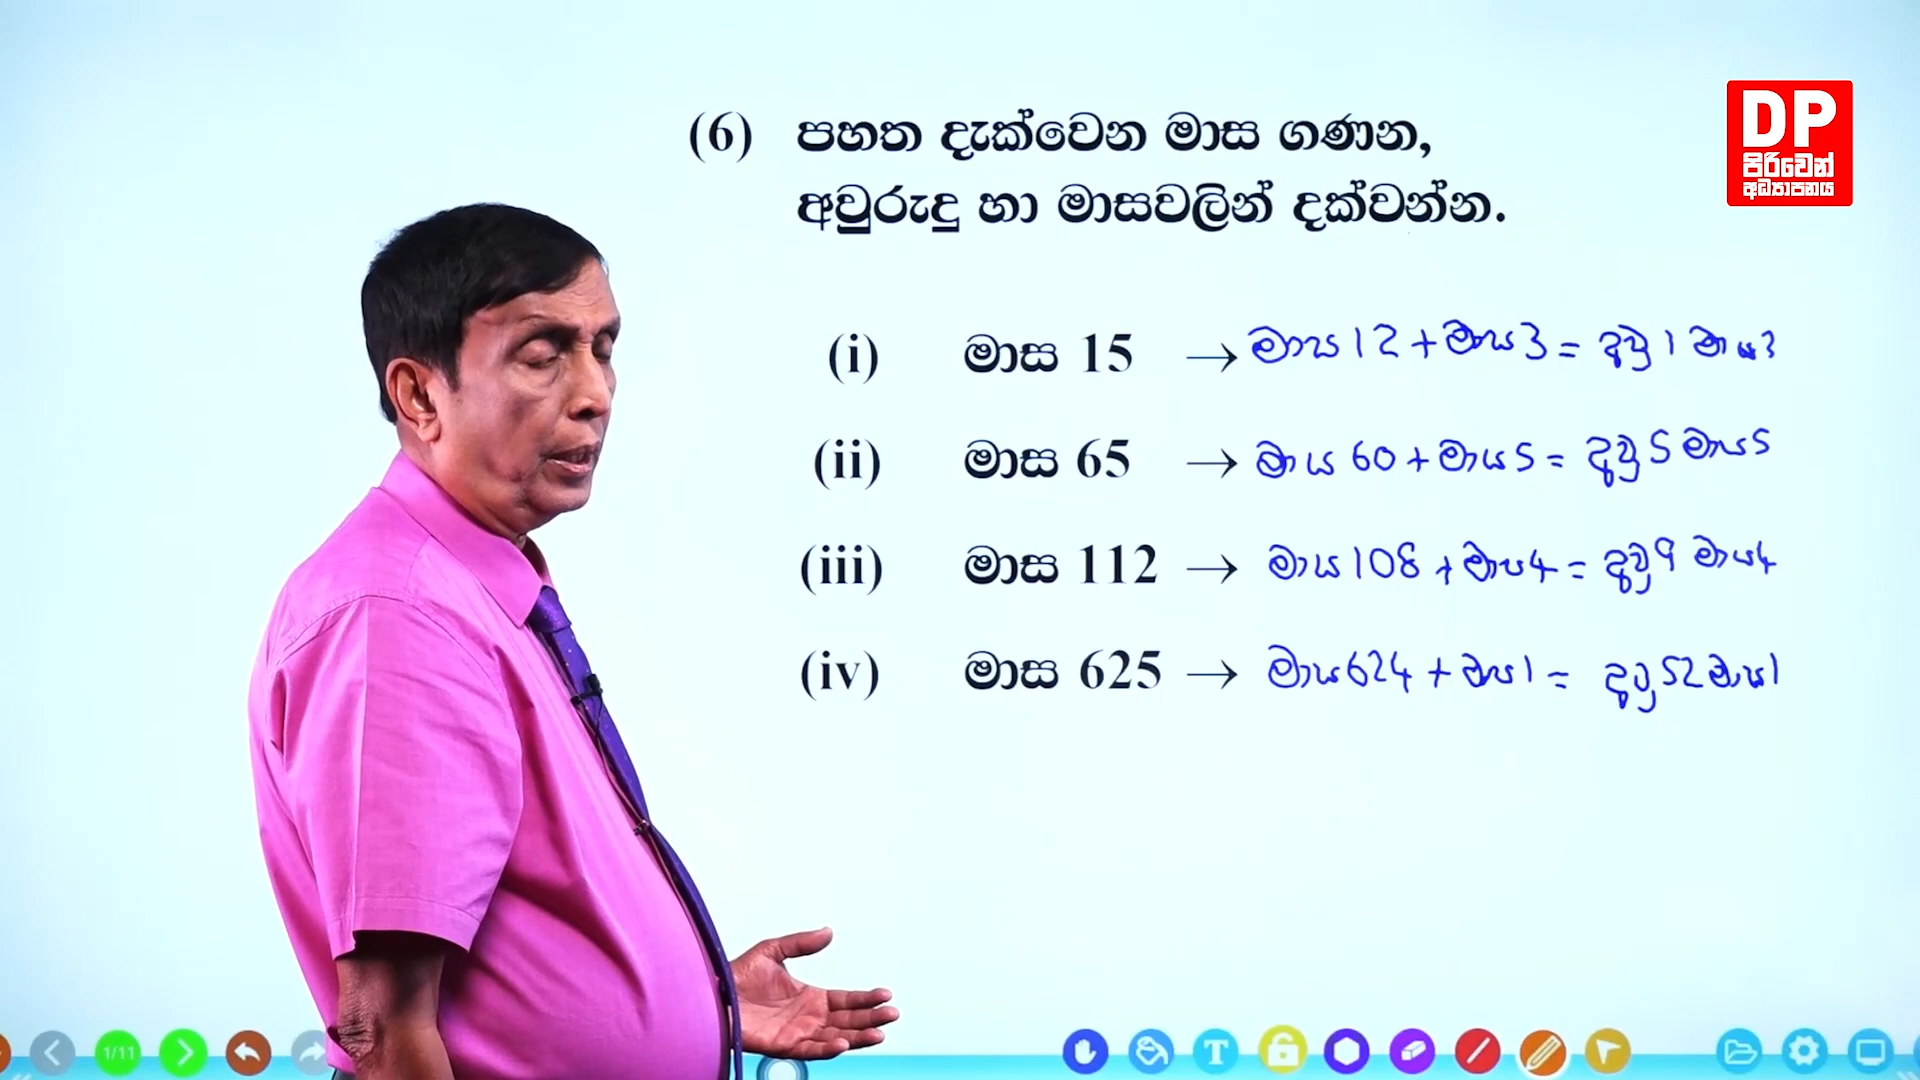 (6) පහත දැක්වෙන මාස ගණන,
අවුරුදු හා මාසවලින් දක්වන්න.
DP
පිරිවෙන්
අධ්‍යාපනය
(i) මාස 15 → මාස 12 + මාස 3 = අවු 1 මාස 3
(ii) මාස 65 → මාස 60 + මාස 5 = අවු 5 මාස 5
(iii) මාස 112 → මාස 108 + මාස 4 = අවු 9 මාස 4
(iv) මාස 625 → මාස 624 + මාස 1 = අවු 52 මාස 1
1/11
T